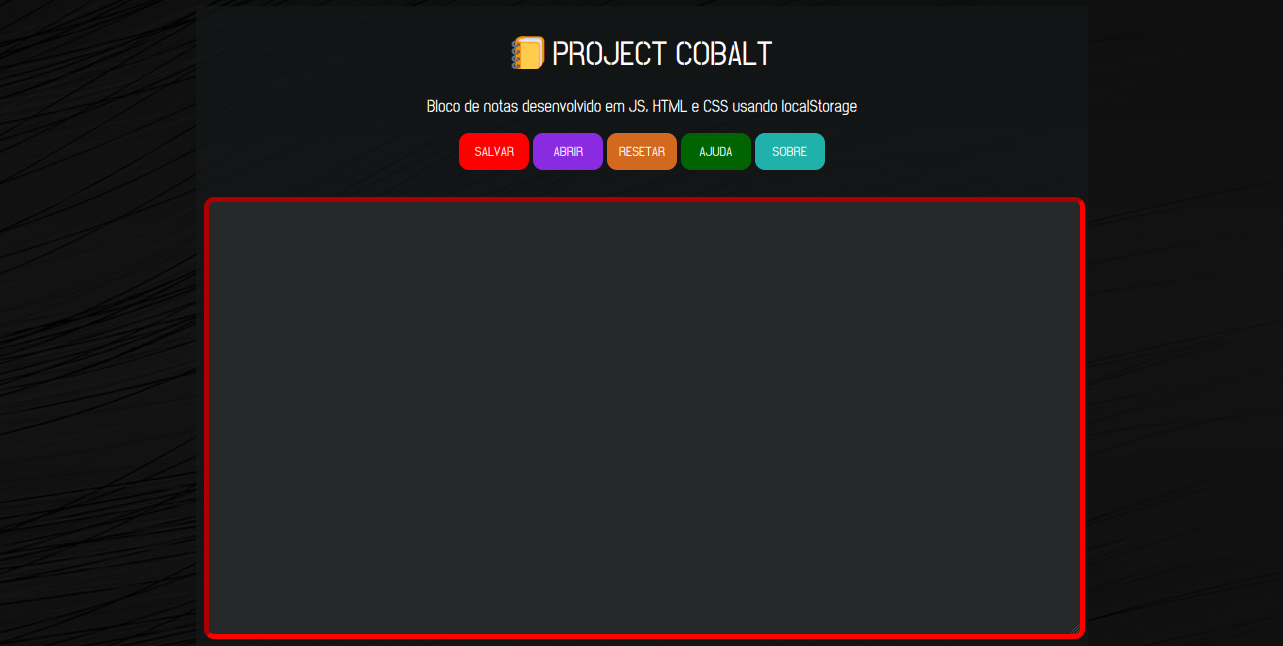 PROJECT COBALT
Bloco de notas desenvolvido em JS, HTML e CSS usando localStorage
SALVAR ABRIR RESETAR AJUDA SOBRE